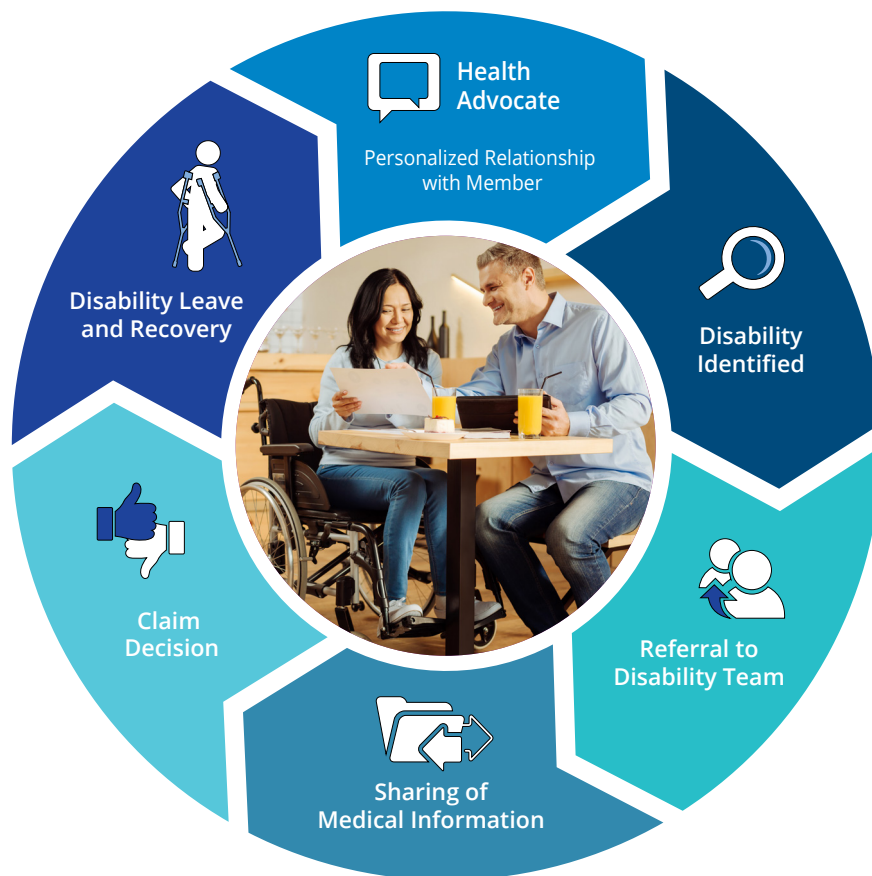 Health
Advocate
Personalized Relationship
with Member
Disability
Identified
Referral to
Disability Team
Sharing of
Medical Information
Claim
Decision
Disability Leave
and Recovery